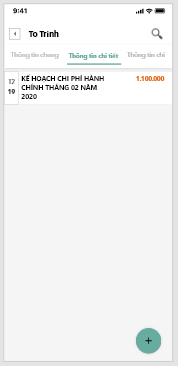 9:41
To Trình
Thông tin chung Thông tin chi tiết Thông tin chi
12 KẾ HOẠCH CHI PHÍ HÀNH 1.100.000
19 CHÍNH THÁNG 02 NĂM
2020